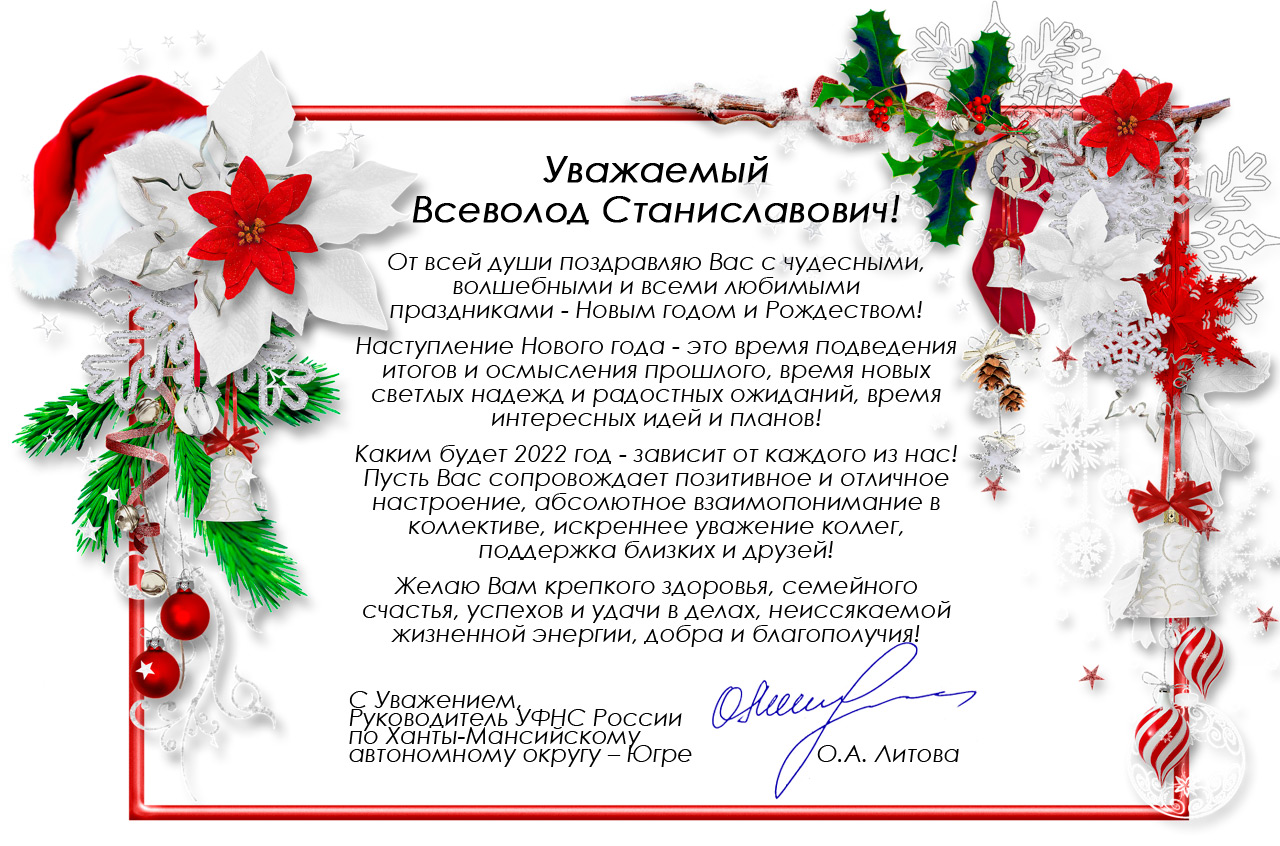 Уважаемый
Всеволод Станиславович!
От всей души поздравляю Вас с чудесными,
волшебными и всеми любимыми
праздниками - Новым годом и Рождеством!
Наступление Нового года - это время подведения
итогов и осмысления прошлого, время новых
светлых надежд и радостных ожиданий, время
интересных идей и планов!
Каким будет 2022 год - зависит от каждого из нас!
Пусть Вас сопровождает позитивное и отличное
настроение, абсолютное взаимопонимание в
коллективе, искреннее уважение коллег,
поддержка близких и друзей!
Желаю Вам крепкого здоровья, семейного
счастья, успехов и удачи в делах, неиссякаемой
жизненной энергии, добра и благополучия!
С Уважением,
Руководитель УФНС России
по Ханты-Мансийскому
автономному округу – Югре
О.А. Литова